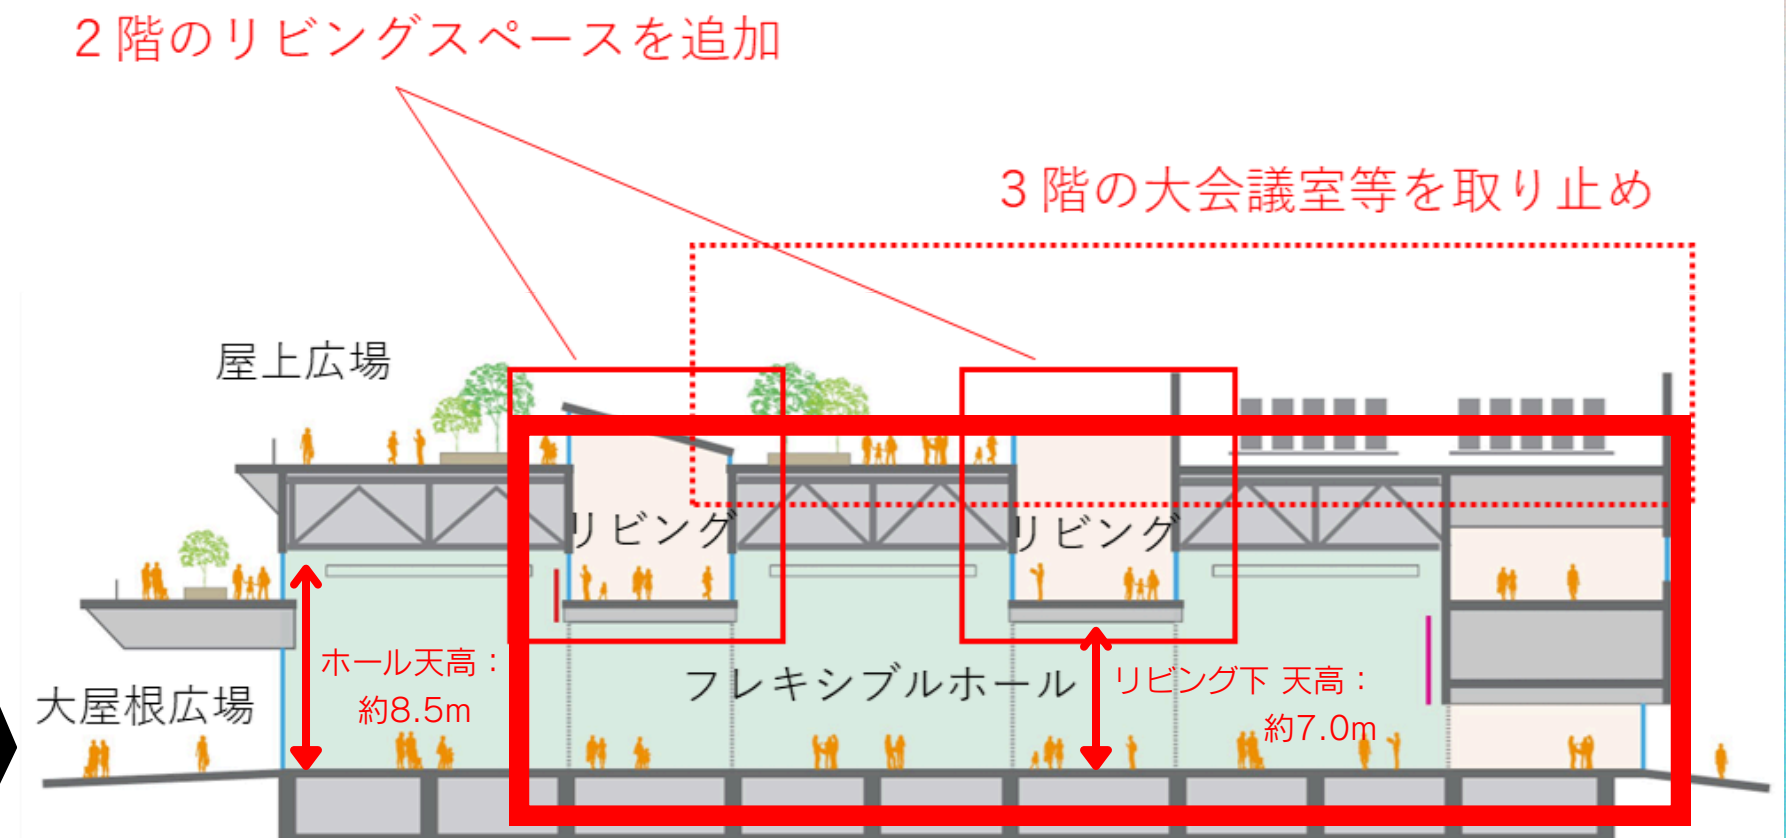 ２階のリビングスペースを追加
３階の大会議室等を取り止め
屋上広場
リビング
リビング
ホール天高：
約8.5m
フレキシブルホール
リビング下 天高：
約7.0m
大屋根広場